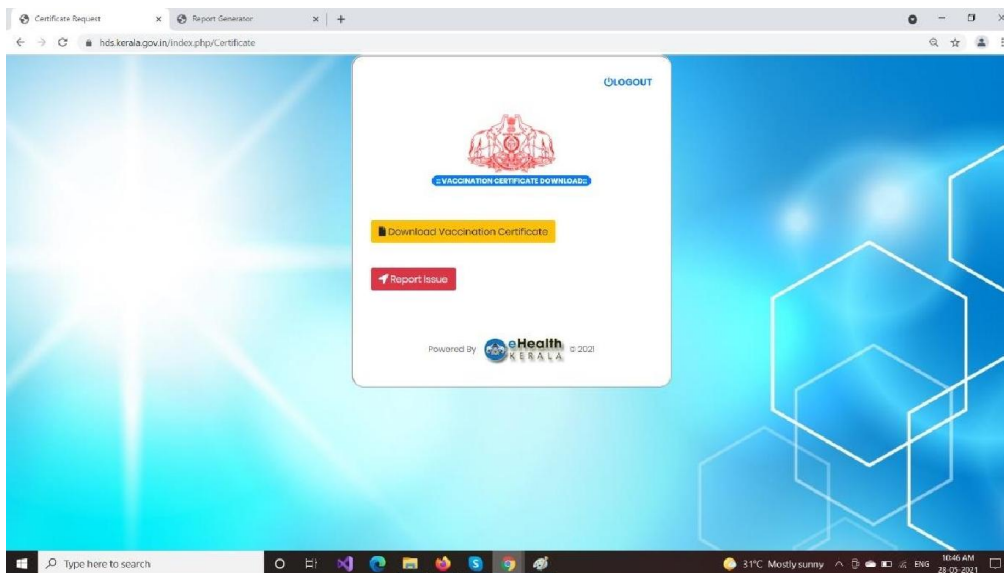 Certificate Request
Report Generator
hds.kerala.gov.in/index.php/Certificate
LOGOUT
:: VACCINATION CERTIFICATE DOWNLOAD::
Download Vaccination Certificate
Report Issue
Powered By eHealth KERALA © 2021
Type here to search
31°C Mostly sunny ENG 10:46 AM
28-05-2021